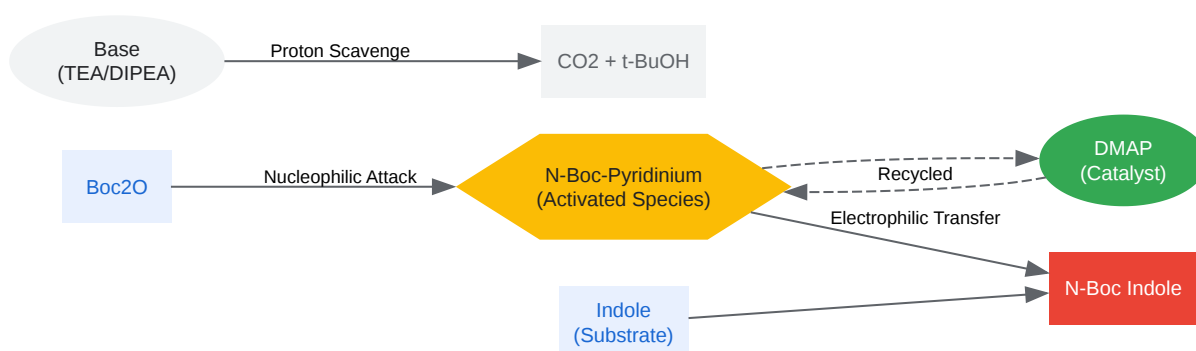 Base
(TEA/DIPEA)
Proton Scavenge
CO2 + t-BuOH
Boc2O
Nucleophilic Attack
N-Boc-Pyridinium
(Activated Species)
Recycled
DMAP
(Catalyst)
Electrophilic Transfer
Indole
(Substrate)
N-Boc Indole